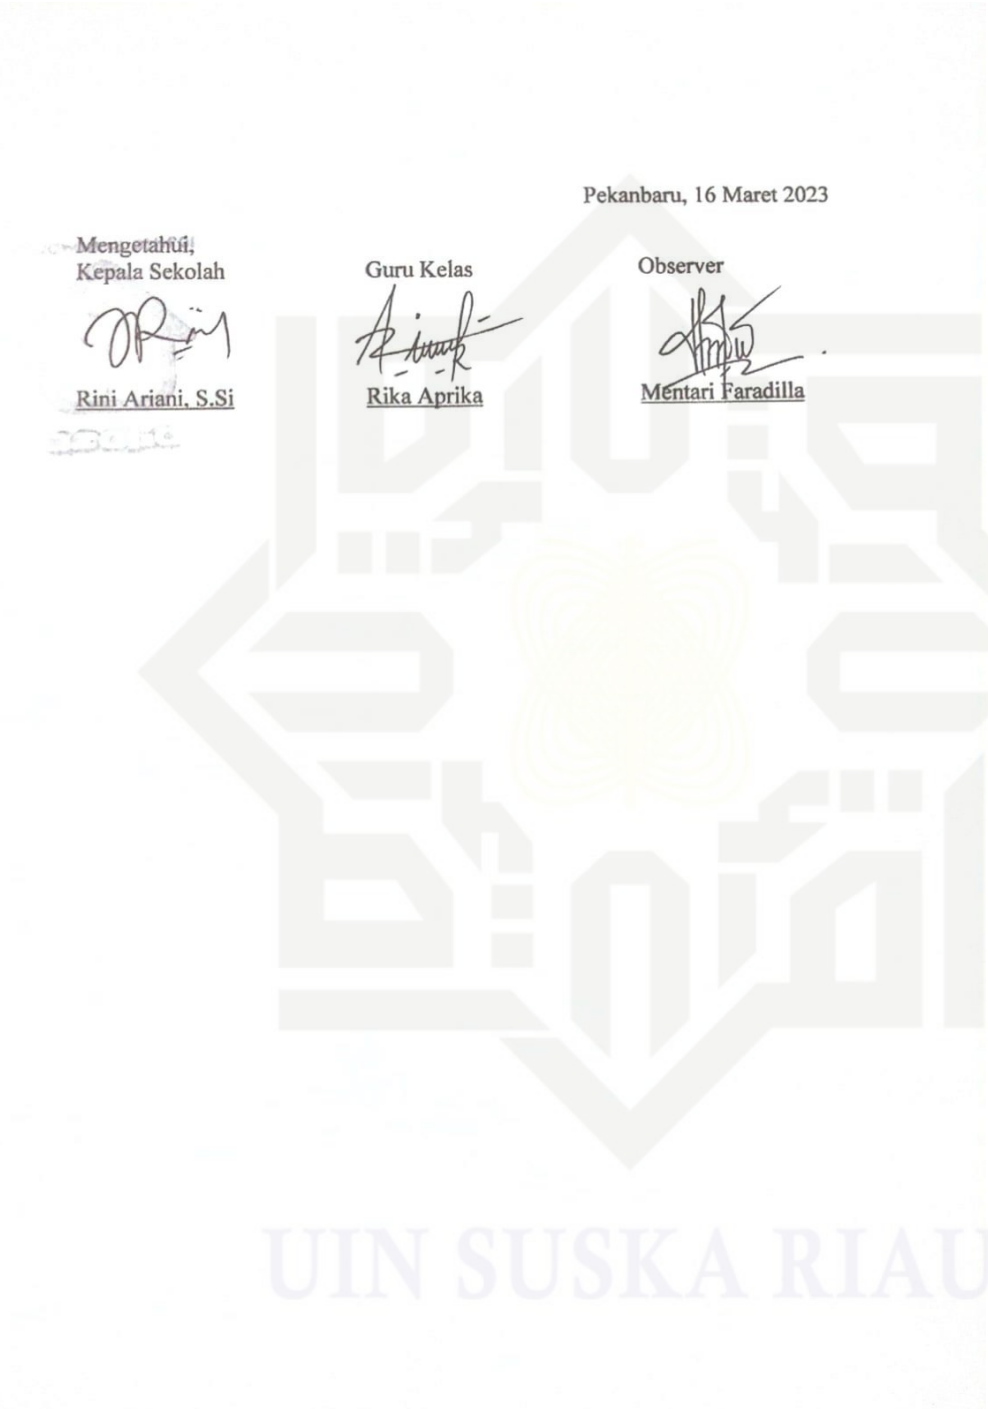 Pekanbaru, 16 Maret 2023
Mengetahui,
Kepala Sekolah
Guru Kelas
Observer
Rini Ariani, S.Si
Rika Aprika
Mentari Faradilla
UIN SUSKA RIAU